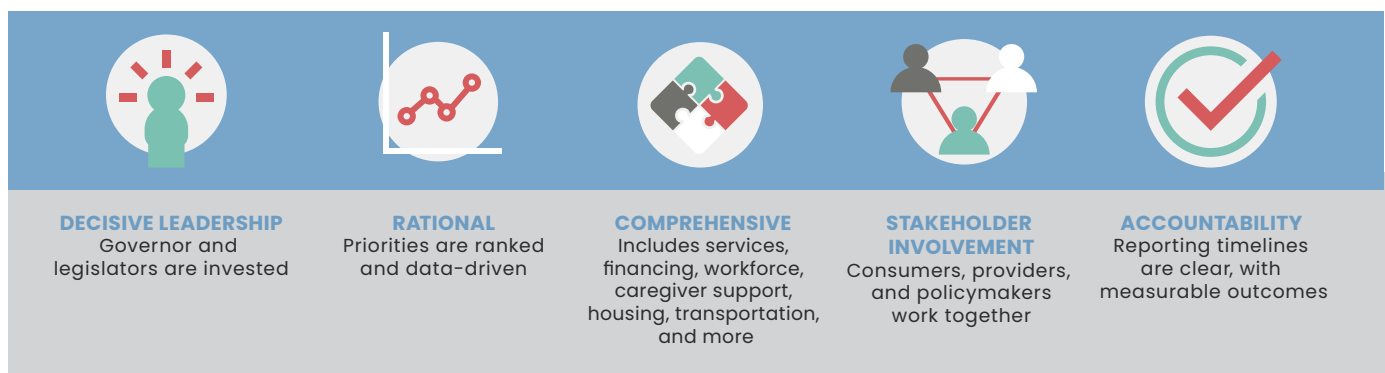 DECISIVE LEADERSHIP
Governor and
legislators are invested
RATIONAL
Priorities are ranked
and data-driven
COMPREHENSIVE
Includes services,
financing, workforce,
caregiver support,
housing, transportation,
and more
STAKEHOLDER
INVOLVEMENT
Consumers, providers,
and policymakers
work together
ACCOUNTABILITY
Reporting timelines
are clear, with
measurable outcomes